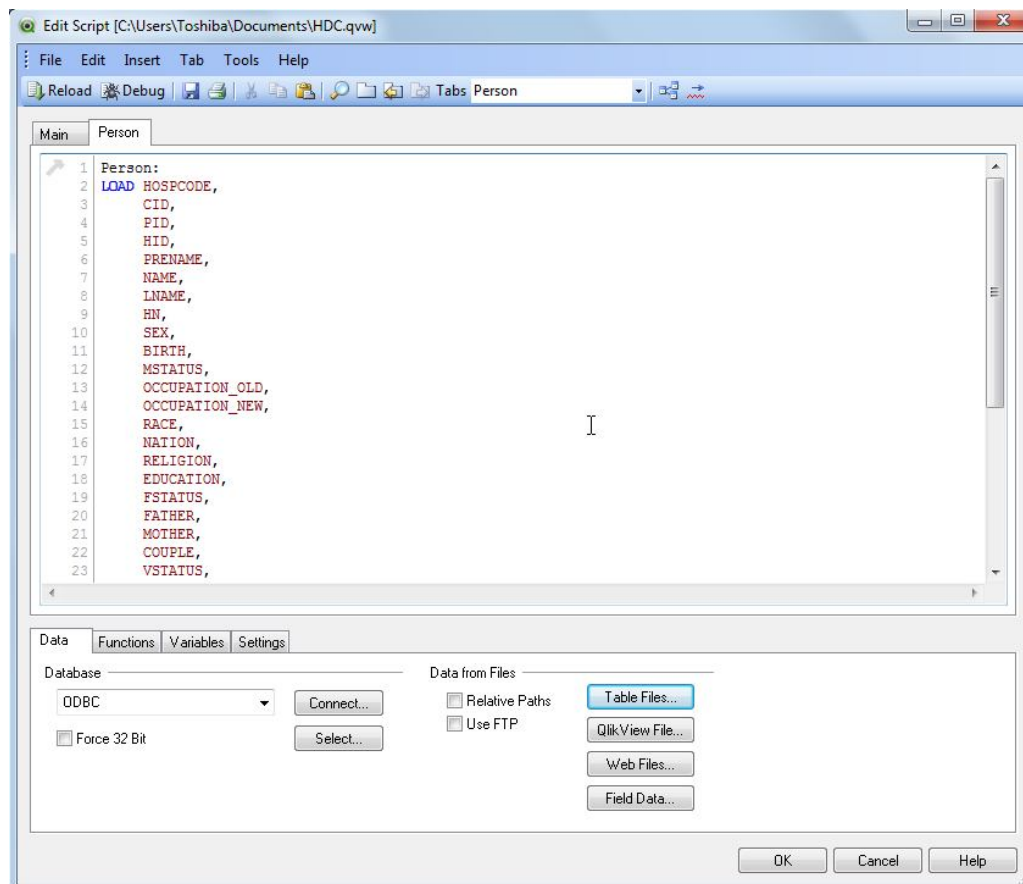 Edit Script [C:\Users\Toshiba\Documents\HDC.qvw]
File Edit Insert Tab Tools Help
Reload Debug Tabs Person
Main Person
1 Person:
2 LOAD HOSPCODE,
3 CID,
4 PID,
5 HID,
6 PRENAME,
7 NAME,
8 LNAME,
9 HN,
10 SEX,
11 BIRTH,
12 MSTATUS,
13 OCCUPATION_OLD,
14 OCCUPATION_NEW,
15 RACE,
16 NATION,
17 RELIGION,
18 EDUCATION,
19 FSTATUS,
20 FATHER,
21 MOTHER,
22 COUPLE,
23 VSTATUS,
Data Functions Variables Settings
Database Data from Files
ODBC Connect... Relative Paths Table Files...
Use FTP
Force 32 Bit Select... QlikView File...
Web Files...
Field Data...
OK Cancel Help